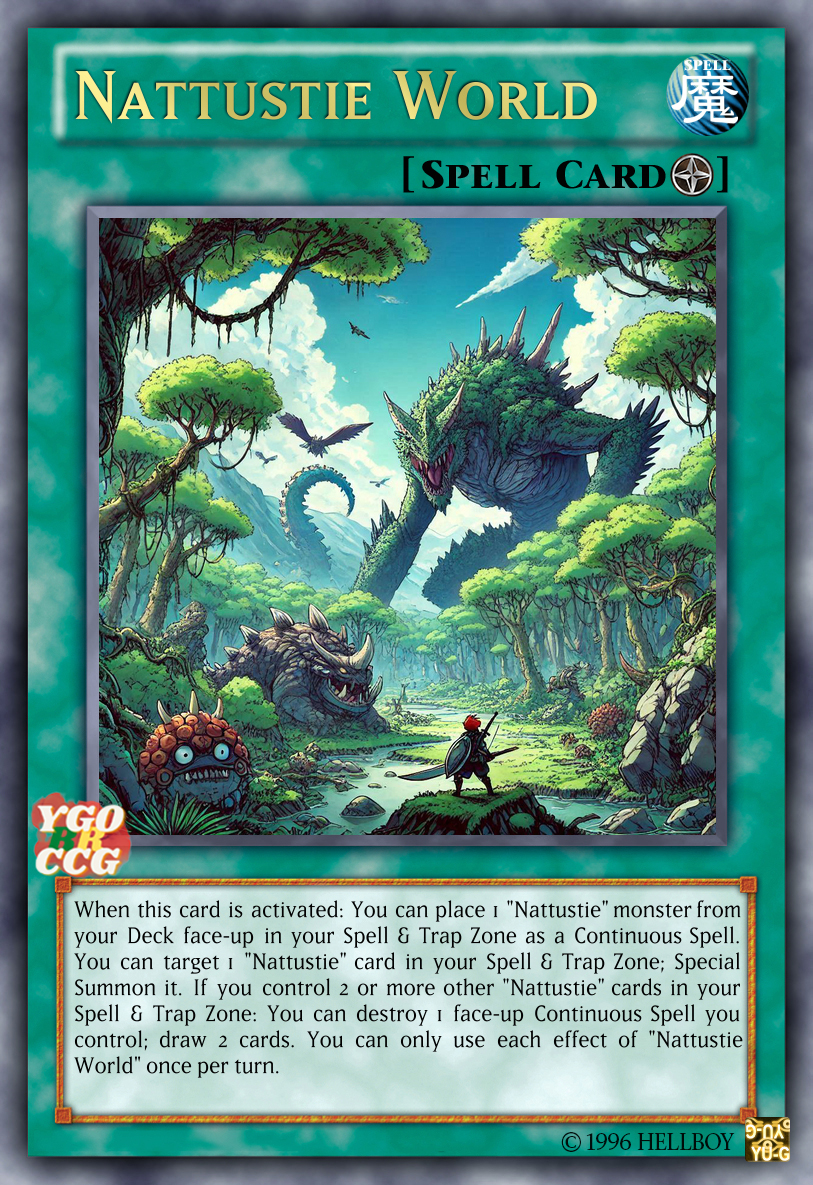 NATTUSTIE WORLD
SPELL
魔
[SPELL CARD]
YGO
BR
CCG
When this card is activated: You can place 1 "Nattustie" monster from
your Deck face-up in your Spell & Trap Zone as a Continuous Spell.
You can target 1 "Nattustie" card in your Spell & Trap Zone; Special
Summon it. If you control 2 or more other "Nattustie" cards in your
Spell & Trap Zone: You can destroy 1 face-up Continuous Spell you
control; draw 2 cards. You can only use each effect of "Nattustie
World" once per turn.
© 1996 HELLBOY